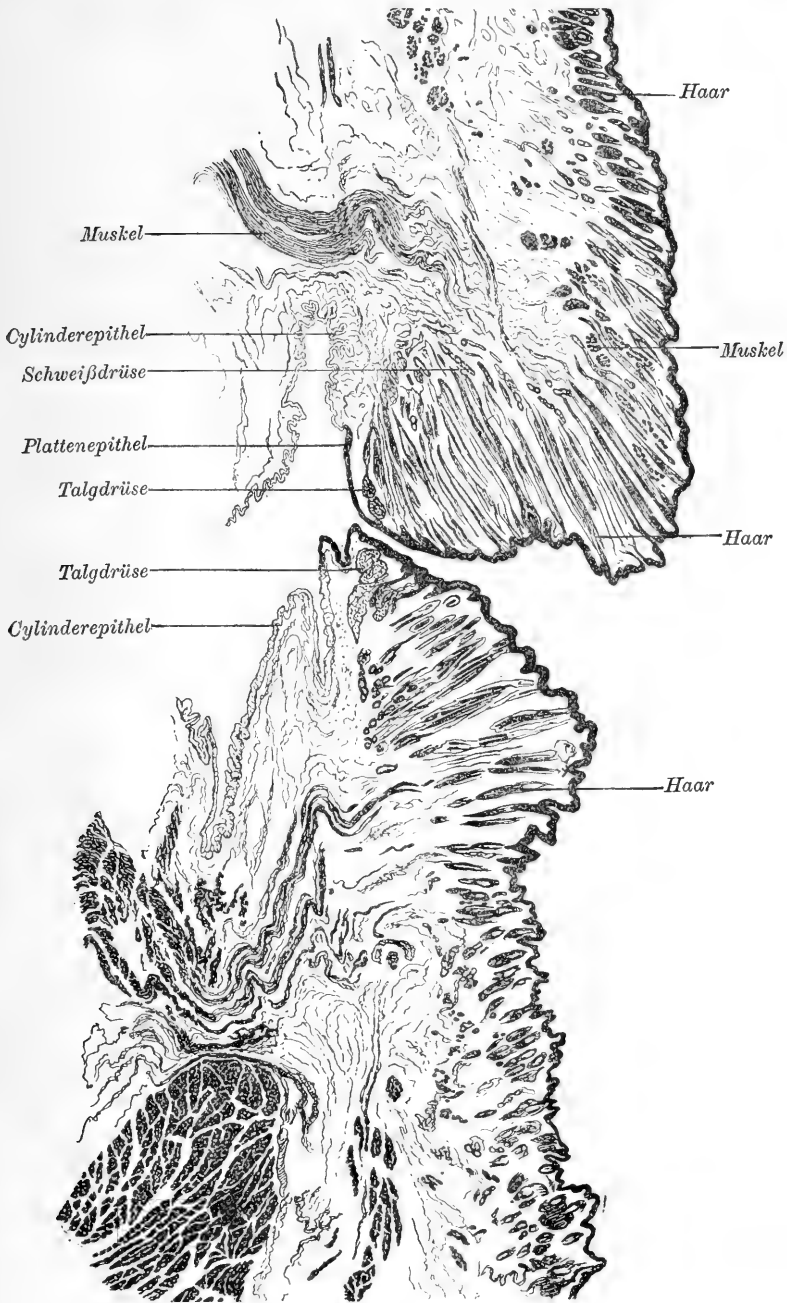 Haar
Muskel
Cylinderepithel
Muskel
Schweißdrüse
Plattenepithel
Talgdrüse
Haar
Talgdrüse
Cylinderepithel
Haar